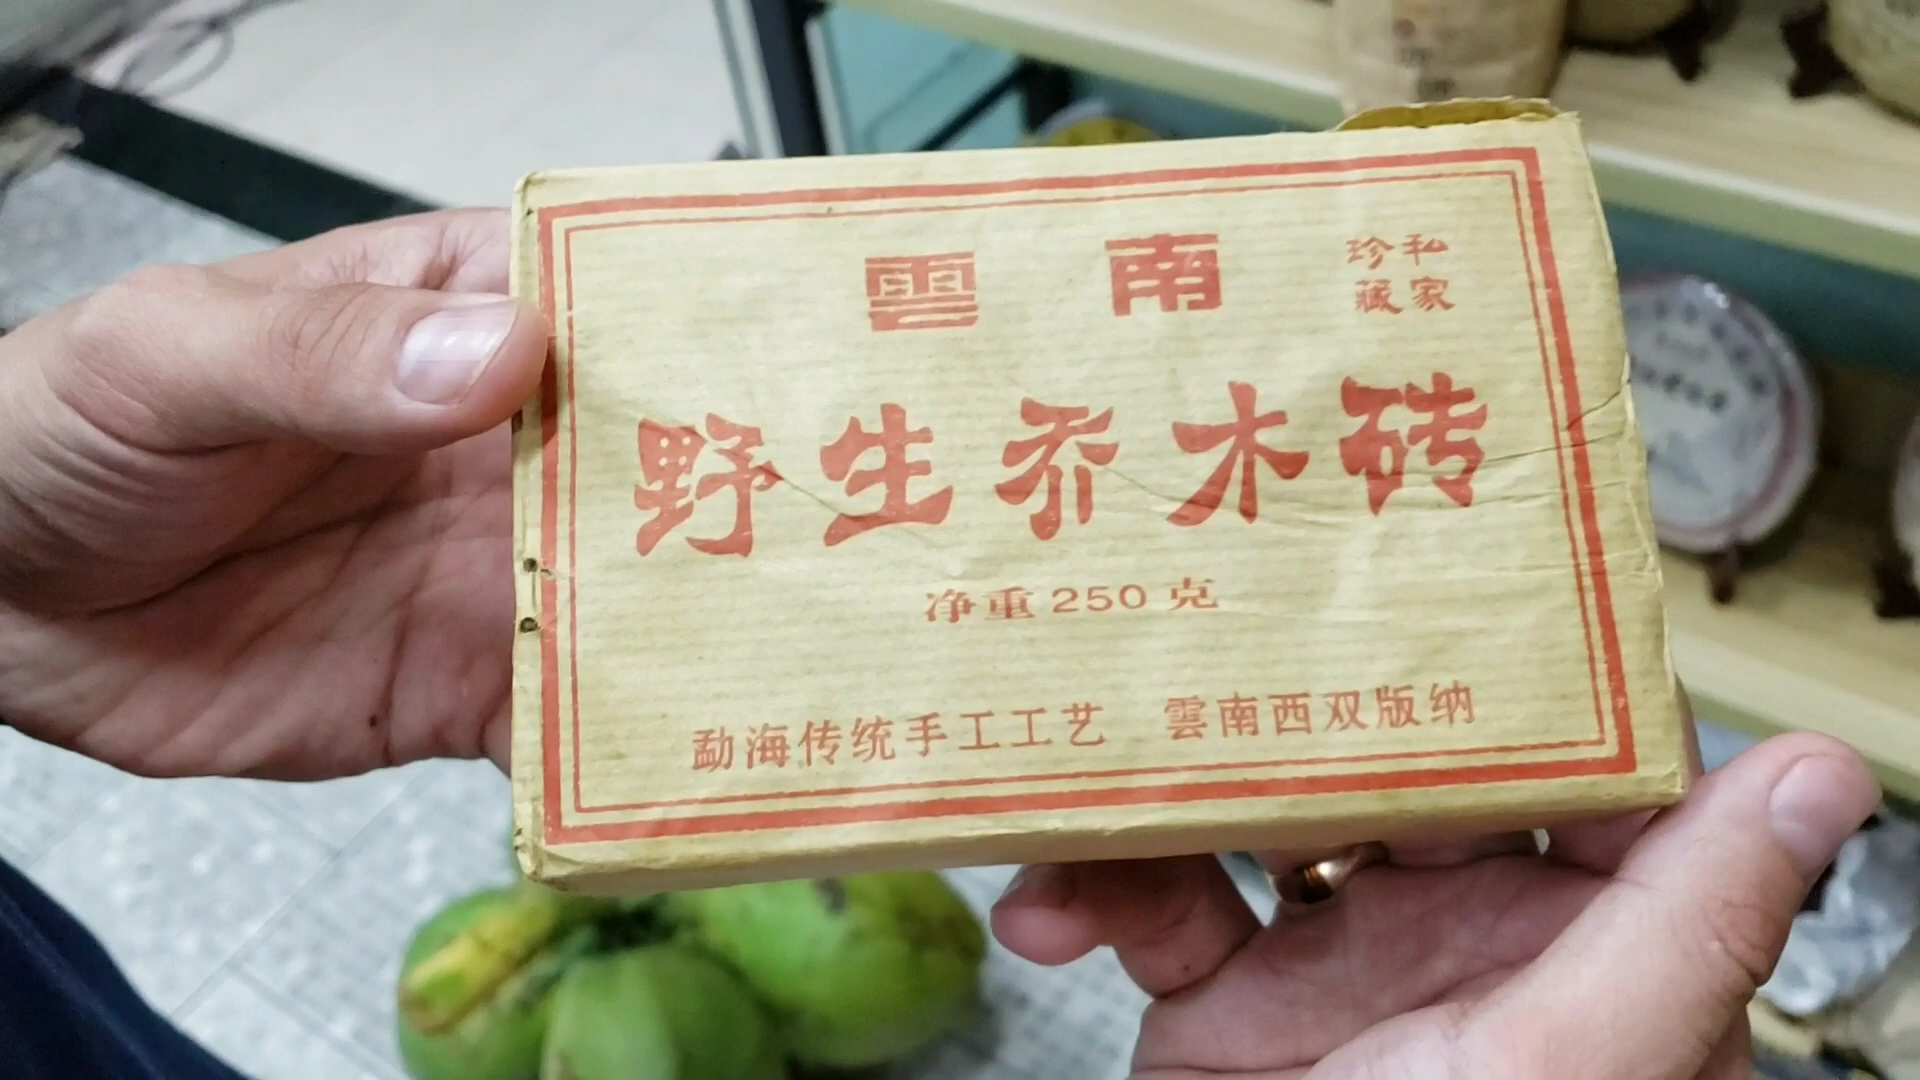 雲南
私家
珍藏
野生乔木砖
净重250克
勐海传统手工工艺 雲南西双版纳